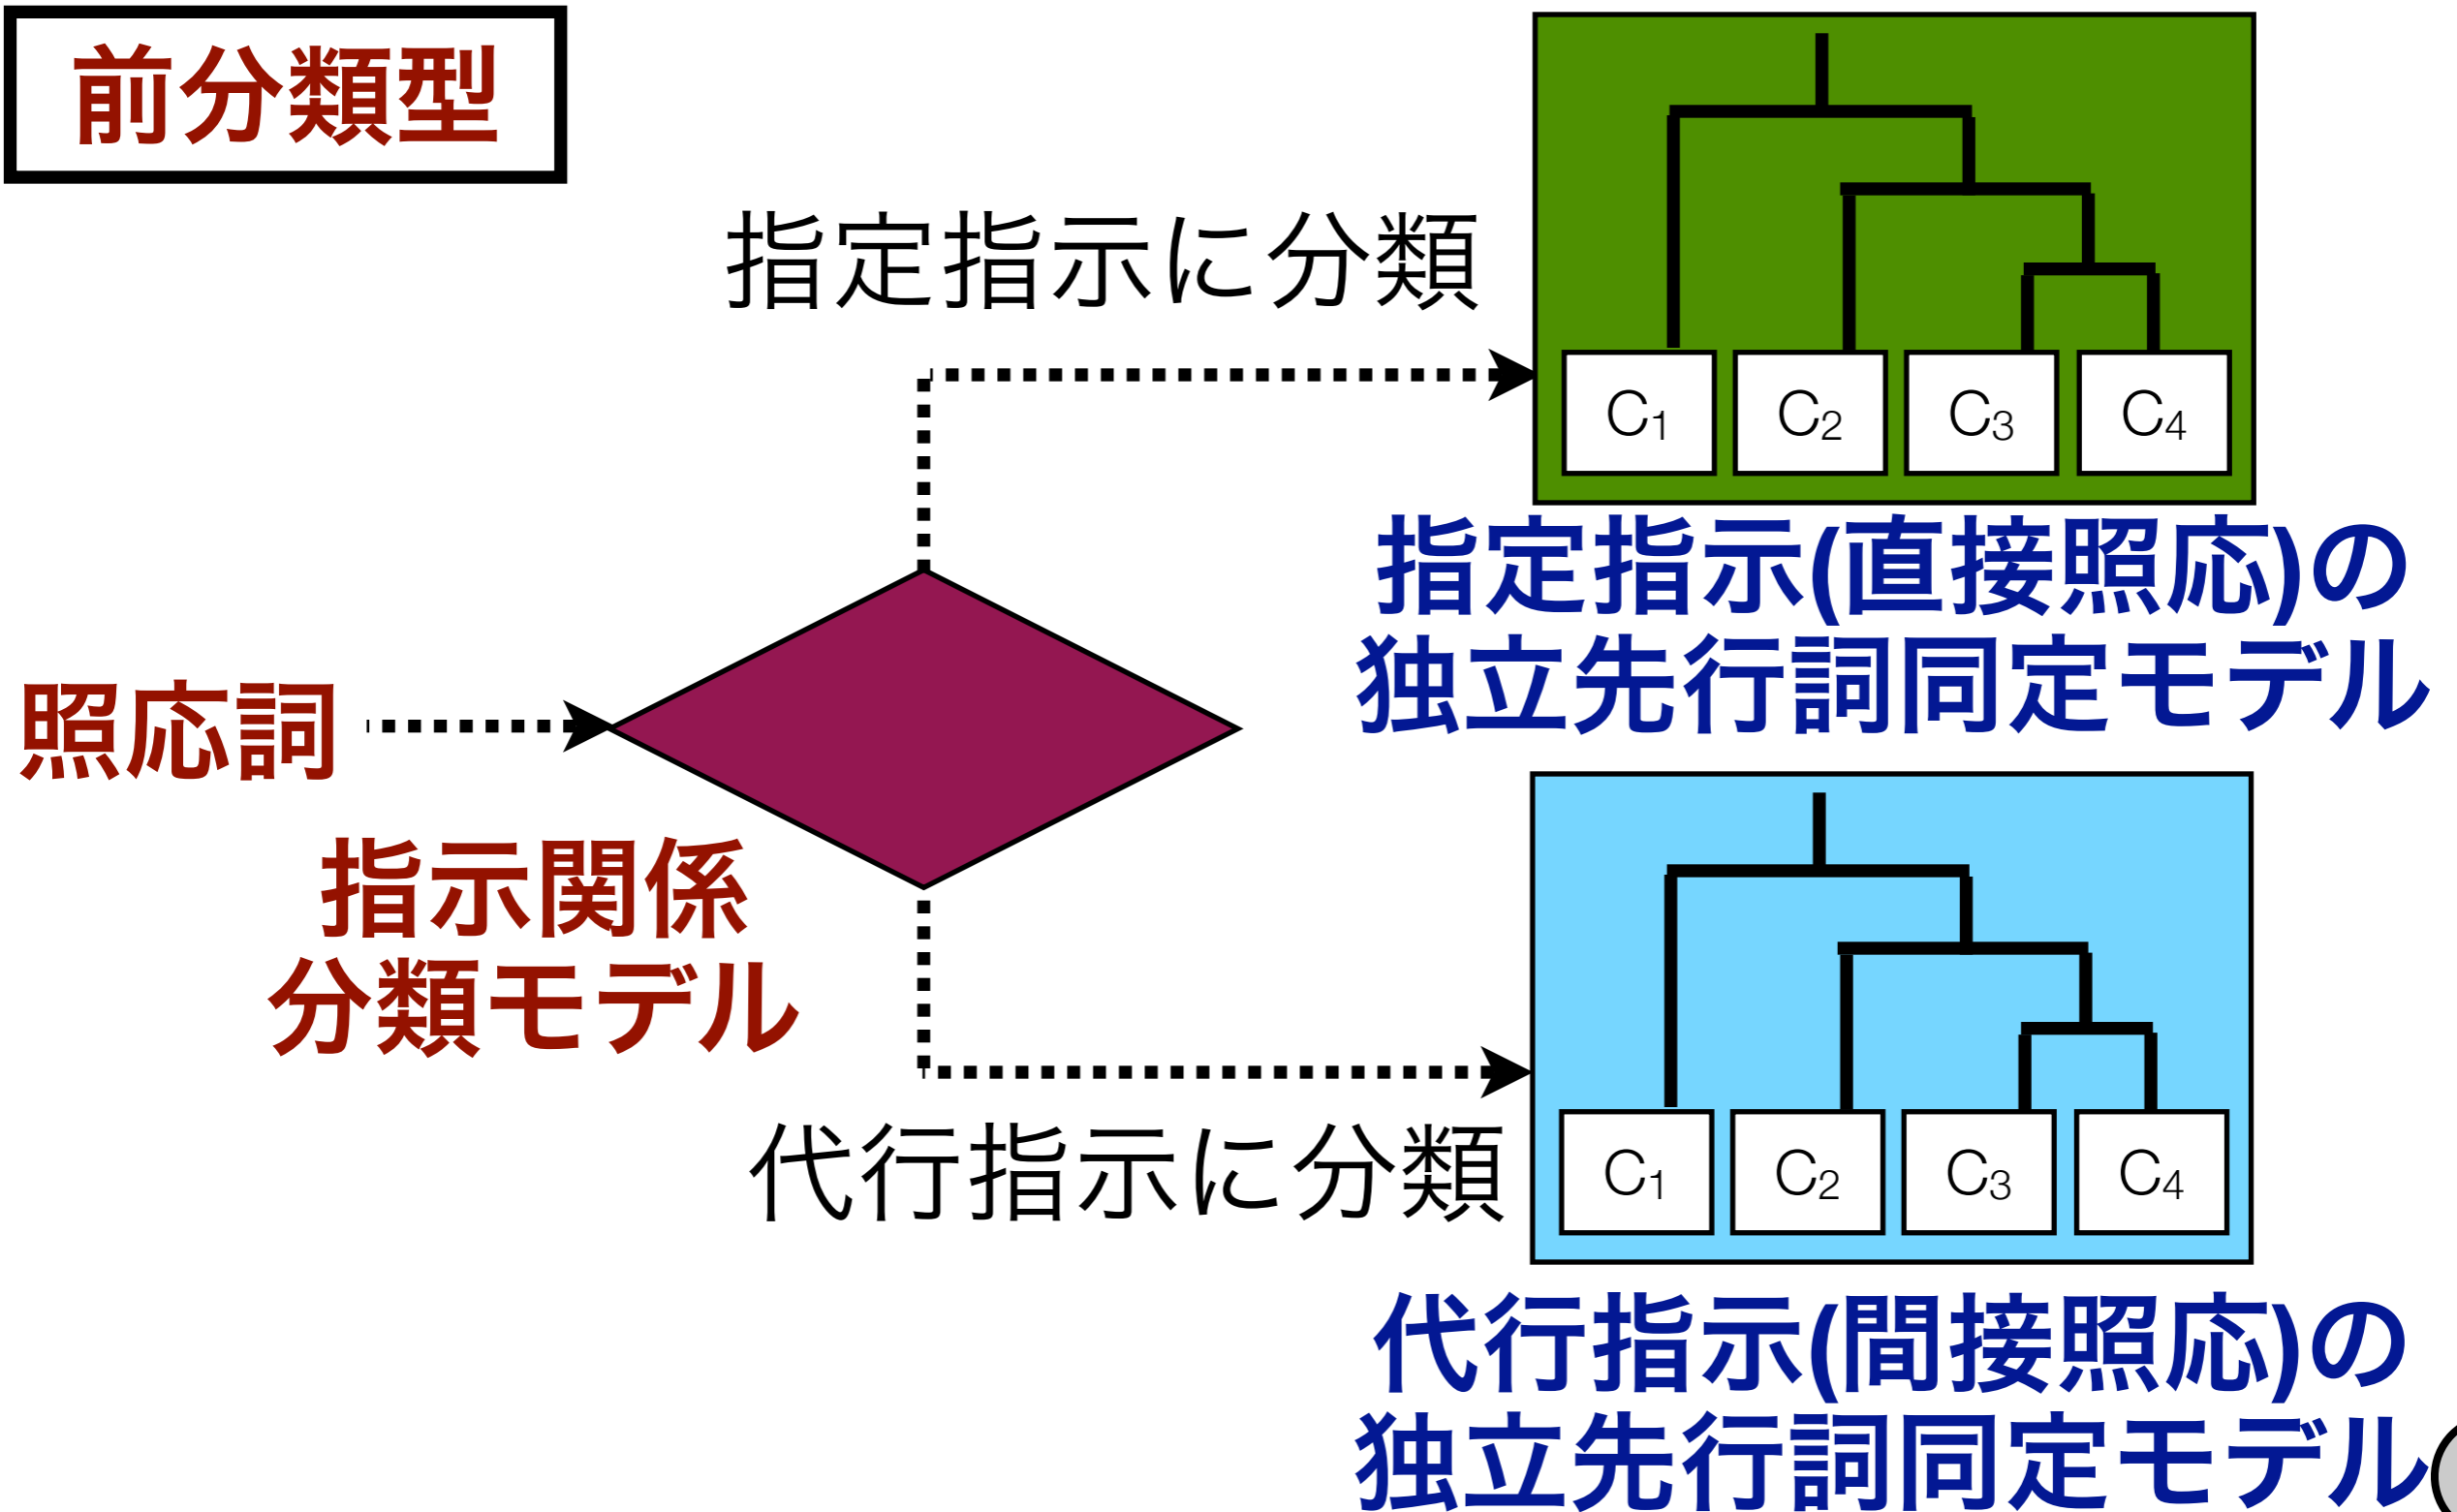 前分類型
指定指示に分類
C1 C2 C3 C4
指定指示(直接照応)の
独立先行詞同定モデル
照応詞
指示関係
分類モデル
代行指示に分類
C1 C2 C3 C4
代行指示(間接照応)の
独立先行詞同定モデル